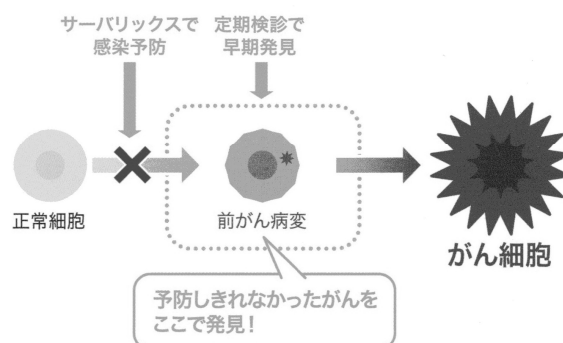 サーバリックスで
感染予防
定期検診で
早期発見
正常細胞
前がん病変
がん細胞
予防しきれなかったがんを
ここで発見!